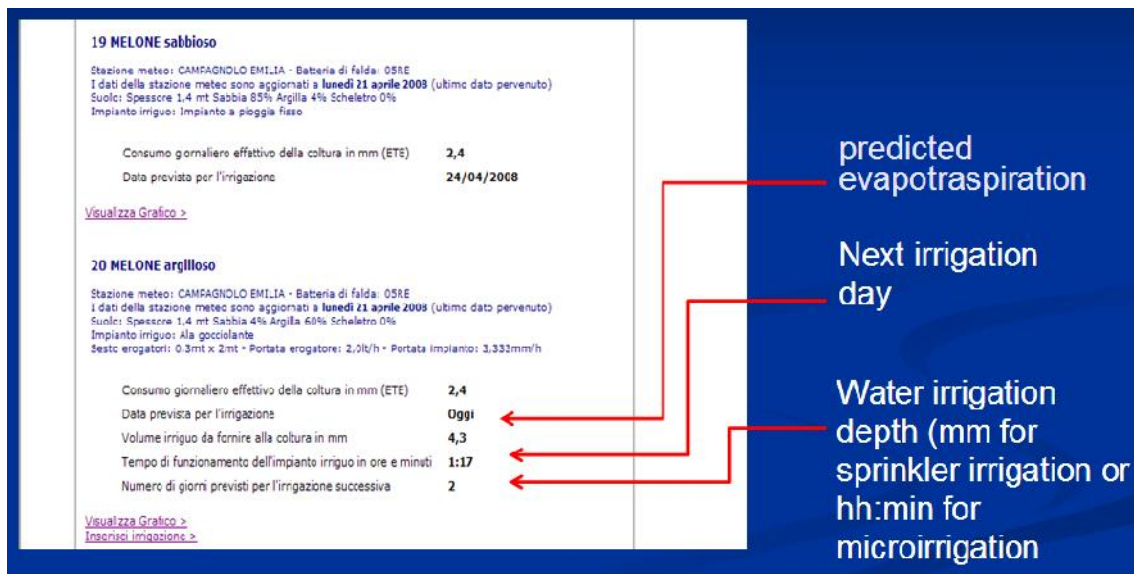 19 MELONE sabbioso
Stazione meteo: CAMPAGNOLO EMILIA - Batteria di falda: 05RE
I dati della stazione meteo sono aggiornati a lunedì 21 aprile 2008 (ultimo dato pervenuto)
Suolo: Spessore 1,4 mt Sabbia 85% Argilla 4% Scheletro 0%
Impianto irriguo: Impianto a pioggia fisso
Consumo giornaliero effettivo della coltura in mm (ETE) 2,4
Data prevista per l'irrigazione 24/04/2008
Visualizza Grafico >
20 MELONE argilloso
Stazione meteo: CAMPAGNOLO EMILIA - Batteria di falda: 05RE
I dati della stazione meteo sono aggiornati a lunedì 21 aprile 2008 (ultimo dato pervenuto)
Suolo: Spessore 1,4 mt Sabbia 4% Argilla 60% Scheletro 0%
Impianto irriguo: Ala gocciolante
Sesto erogatori: 0.3mt x 2mt - Portata erogatore: 2,0lt/h - Portata impianto: 3,333mm/h
Consumo giornaliero effettivo della coltura in mm (ETE) 2,4
Data prevista per l'irrigazione Oggi
Volume irriguo da fornire alla coltura in mm 4,3
Tempo di funzionamento dell'impianto irriguo in ore e minuti 1:17
Numero di giorni previsti per l'irrigazione successiva 2
Visualizza Grafico >
Inserisci irrigazione >
predicted
evapotraspiration
Next irrigation
day
Water irrigation
depth (mm for
sprinkler irrigation or
hh:min for
microirrigation